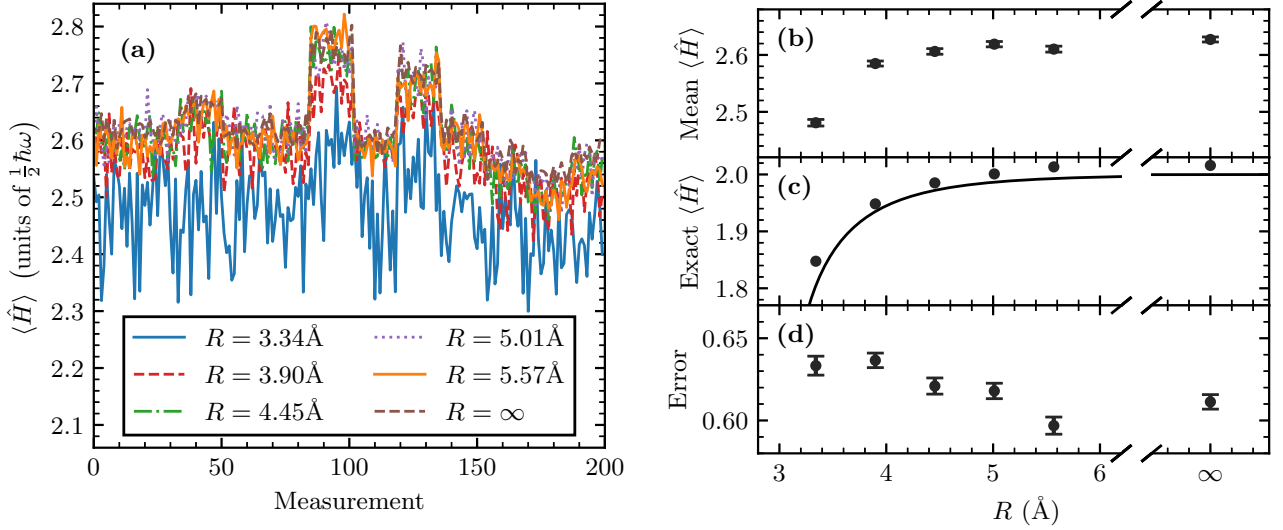 (a)
⟨Ĥ⟩ (units of ½ℏω)
2.8
2.7
2.6
2.5
2.4
2.3
2.2
2.1
R = 3.34Å
R = 3.90Å
R = 4.45Å
R = 5.01Å
R = 5.57Å
R = ∞
0
50
100
150
200
Measurement
(b)
Mean ⟨Ĥ⟩
2.6
2.5
(c)
Exact ⟨Ĥ⟩
2.0
1.9
1.8
(d)
Error
0.65
0.60
3
4
5
6
∞
R (Å)